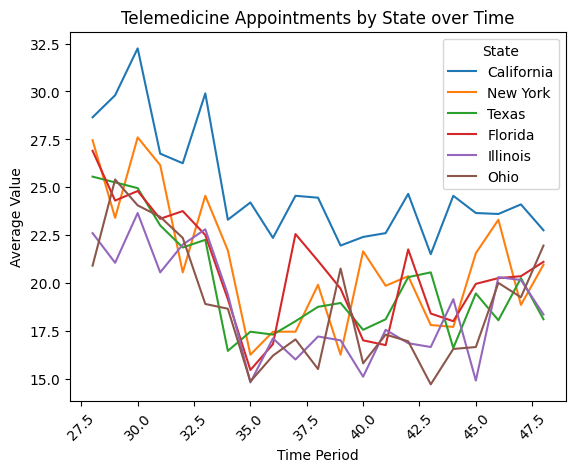 Telemedicine Appointments by State over Time
State
California
New York
Texas
Florida
Illinois
Ohio
Average Value
32.5
30.0
27.5
25.0
22.5
20.0
17.5
15.0
27.5 30.0 32.5 35.0 37.5 40.0 42.5 45.0 47.5
Time Period